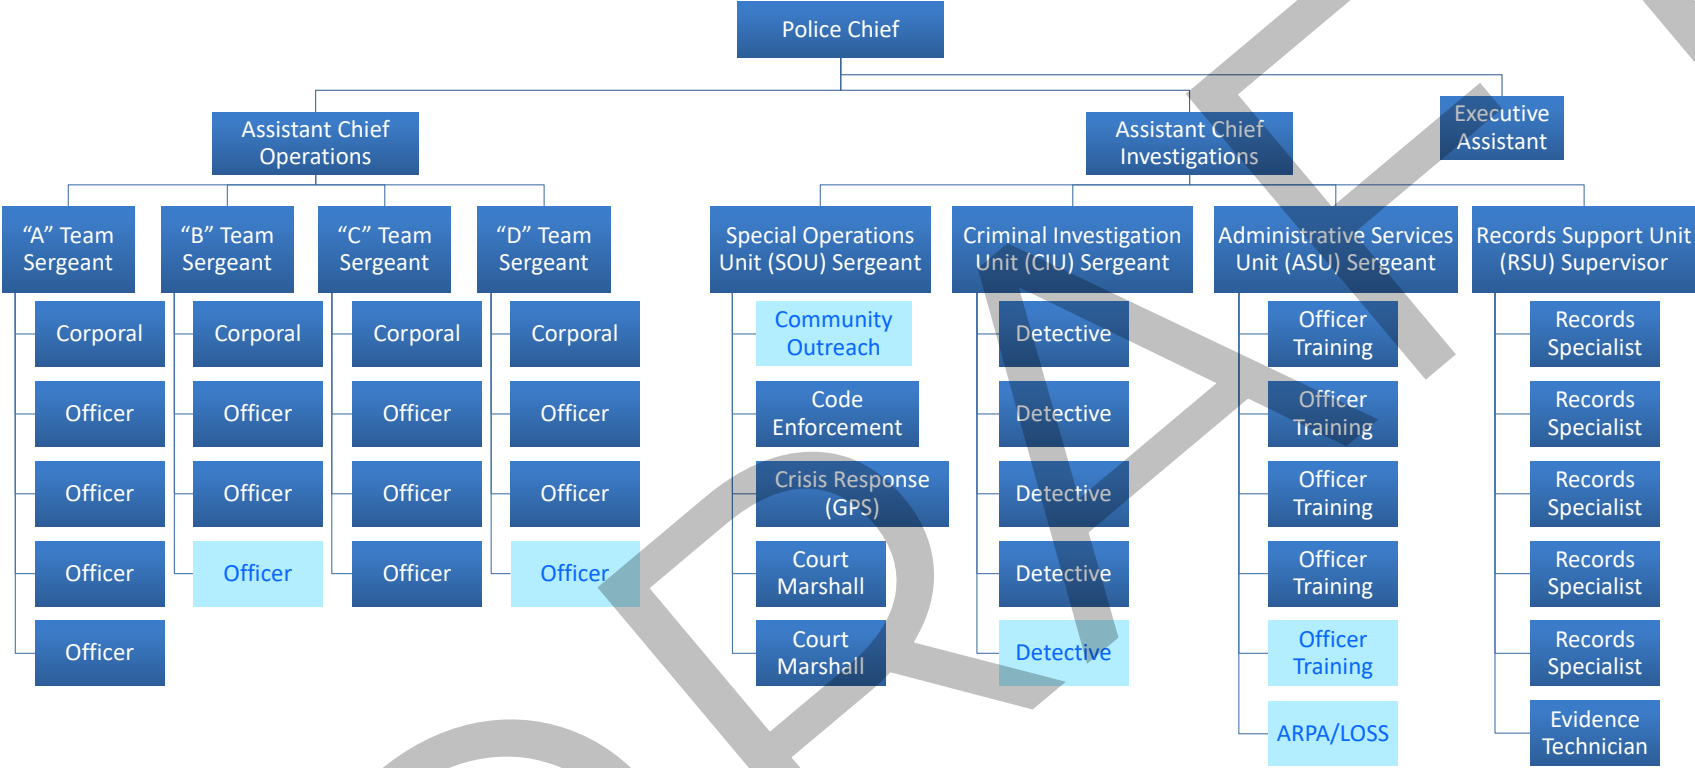 Police Chief
Executive
Assistant
Assistant Chief
Operations
Assistant Chief
Investigations
“A” Team
Sergeant
“B” Team
Sergeant
“C” Team
Sergeant
“D” Team
Sergeant
Special Operations
Unit (SOU) Sergeant
Criminal Investigation
Unit (CIU) Sergeant
Administrative Services
Unit (ASU) Sergeant
Records Support Unit
(RSU) Supervisor
Corporal
Officer
Officer
Officer
Officer
Corporal
Officer
Officer
Officer
Corporal
Officer
Officer
Officer
Corporal
Officer
Officer
Officer
Community
Outreach
Code
Enforcement
Crisis Response
(GPS)
Court
Marshall
Court
Marshall
Detective
Detective
Detective
Detective
Detective
Officer
Training
Officer
Training
Officer
Training
Officer
Training
Officer
Training
ARPA/LOSS
Records
Specialist
Records
Specialist
Records
Specialist
Records
Specialist
Records
Specialist
Evidence
Technician
DRAFT